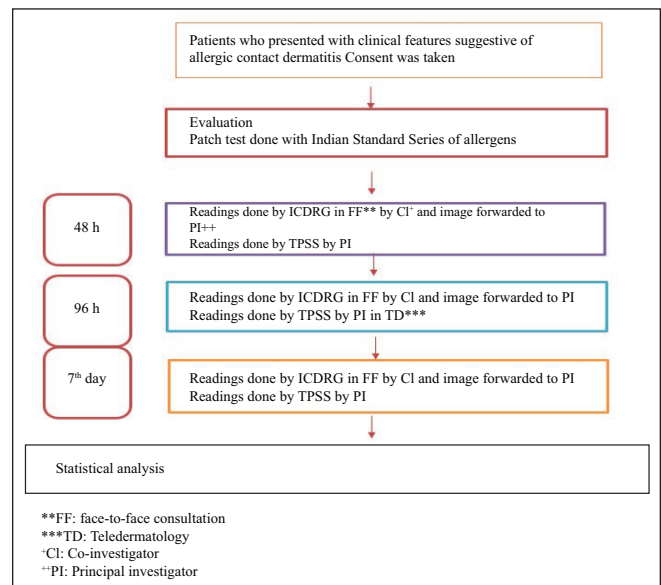 Patients who presented with clinical features suggestive of
allergic contact dermatitis Consent was taken
Evaluation
Patch test done with Indian Standard Series of allergens
48 h
Readings done by ICDRG in FF** by Cl+ and image forwarded to
PI++
Readings done by TPSS by PI
96 h
Readings done by ICDRG in FF by Cl and image forwarded to PI
Readings done by TPSS by PI in TD***
7th day
Readings done by ICDRG in FF by Cl and image forwarded to PI
Readings done by TPSS by PI
Statistical analysis
**FF: face-to-face consultation
***TD: Teledermatology
+Cl: Co-investigator
++PI: Principal investigator